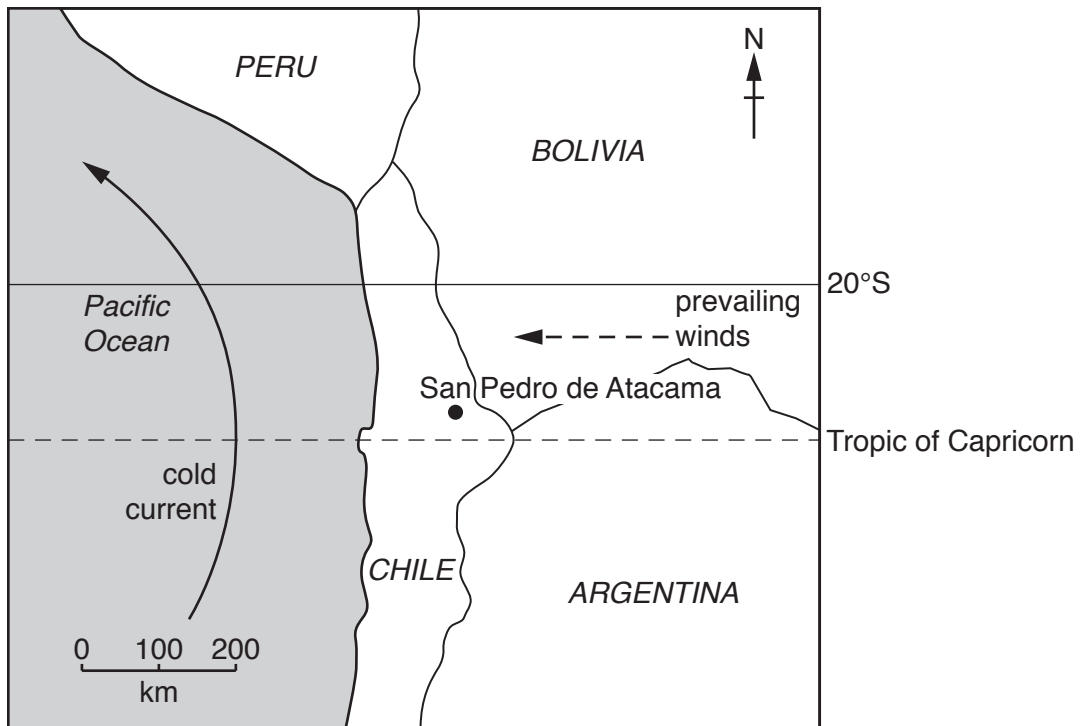 PERU
N
BOLIVIA
20°S
Pacific
Ocean
prevailing
winds
San Pedro de Atacama
Tropic of Capricorn
cold
current
CHILE
ARGENTINA
0 100 200
km